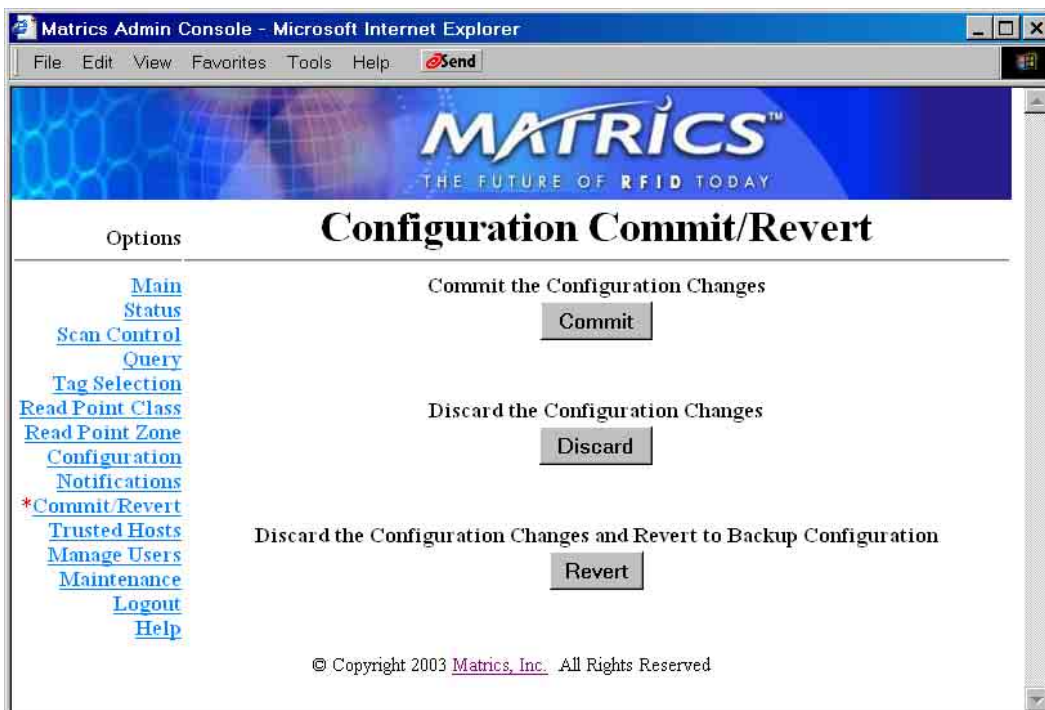 Matrics Admin Console - Microsoft Internet Explorer
File Edit View Favorites Tools Help Send
MATRICS™
THE FUTURE OF RFID TODAY
Options
Configuration Commit/Revert
Main
Status
Scan Control
Query
Tag Selection
Read Point Class
Read Point Zone
Configuration
Notifications
*Commit/Revert
Trusted Hosts
Manage Users
Maintenance
Logout
Help
Commit the Configuration Changes
Commit
Discard the Configuration Changes
Discard
Discard the Configuration Changes and Revert to Backup Configuration
Revert
© Copyright 2003 Matrics, Inc. All Rights Reserved